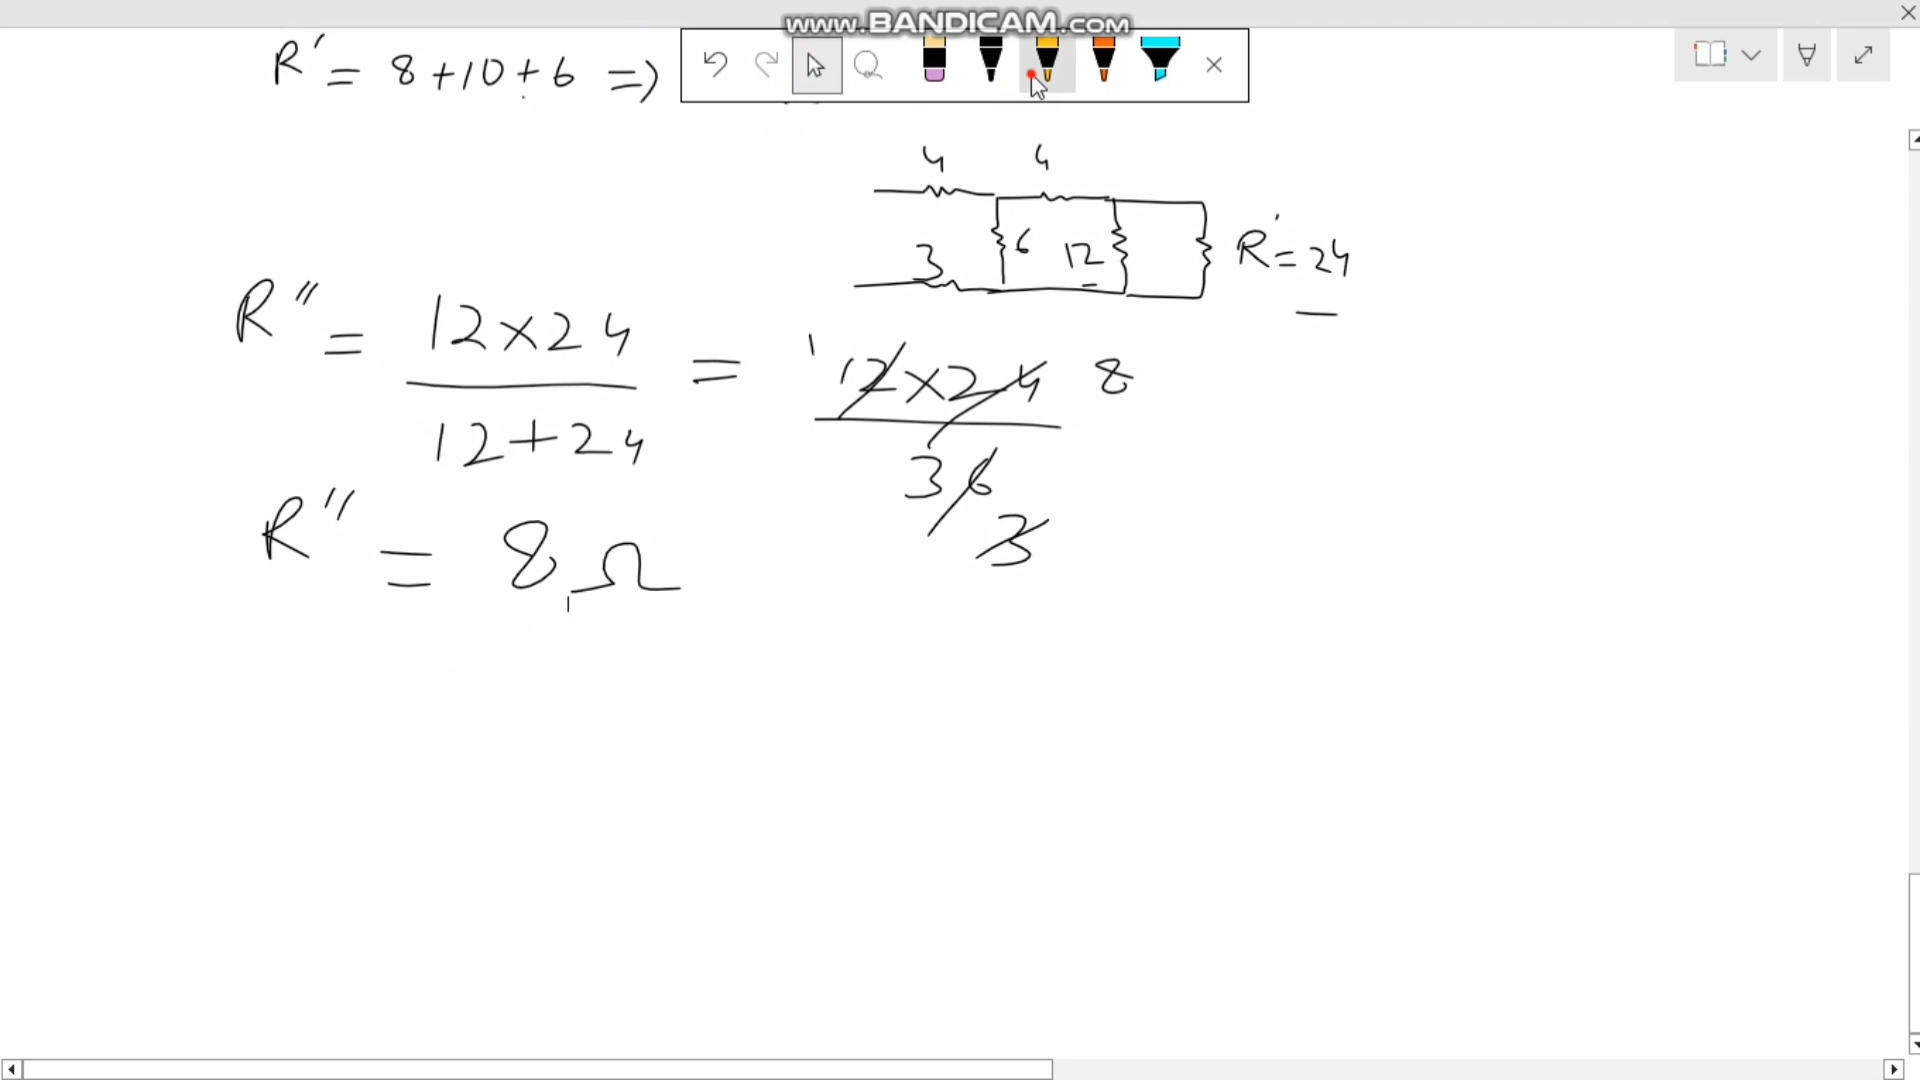 www.BANDICAM.com
R' = 8+10+6 =>
4 4
3 6 12 R' = 24
R" = 12×24 / 12+24 = 12×24 / 36 1 8 3
R" = 8 Ω